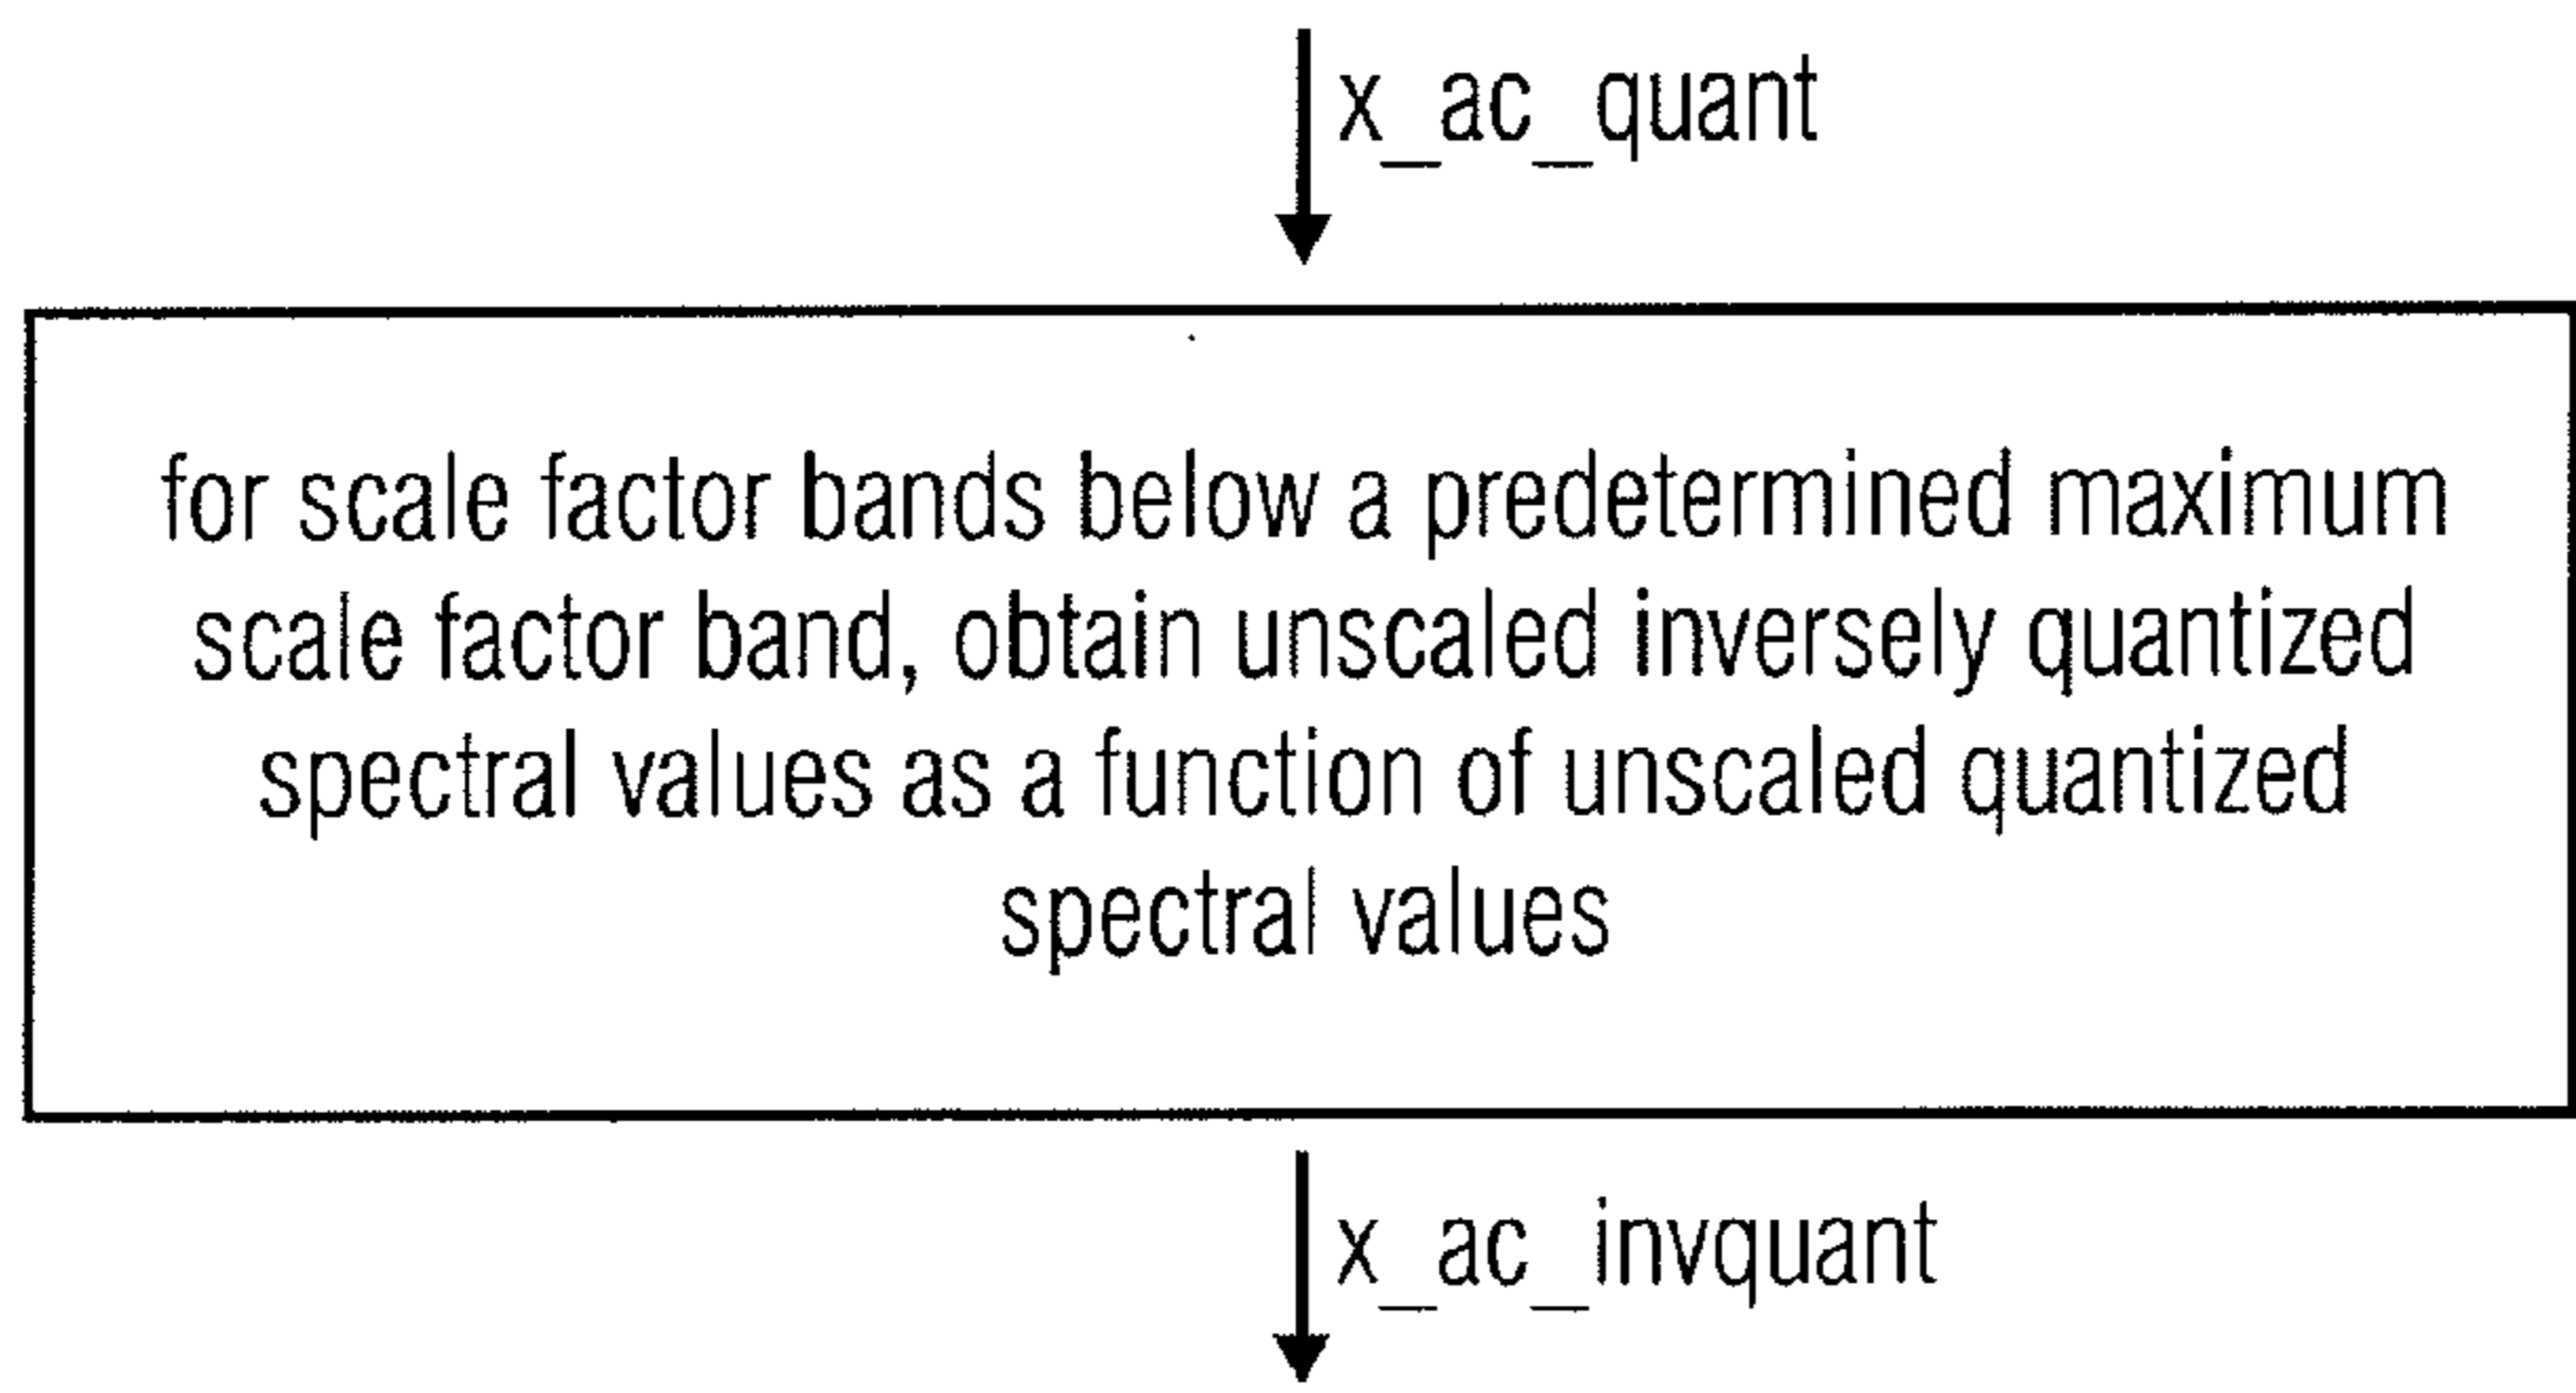 x_ac_quant
for scale factor bands below a predetermined maximum
scale factor band, obtain unscaled inversely quantized
spectral values as a function of unscaled quantized
spectral values
x_ac_invquant